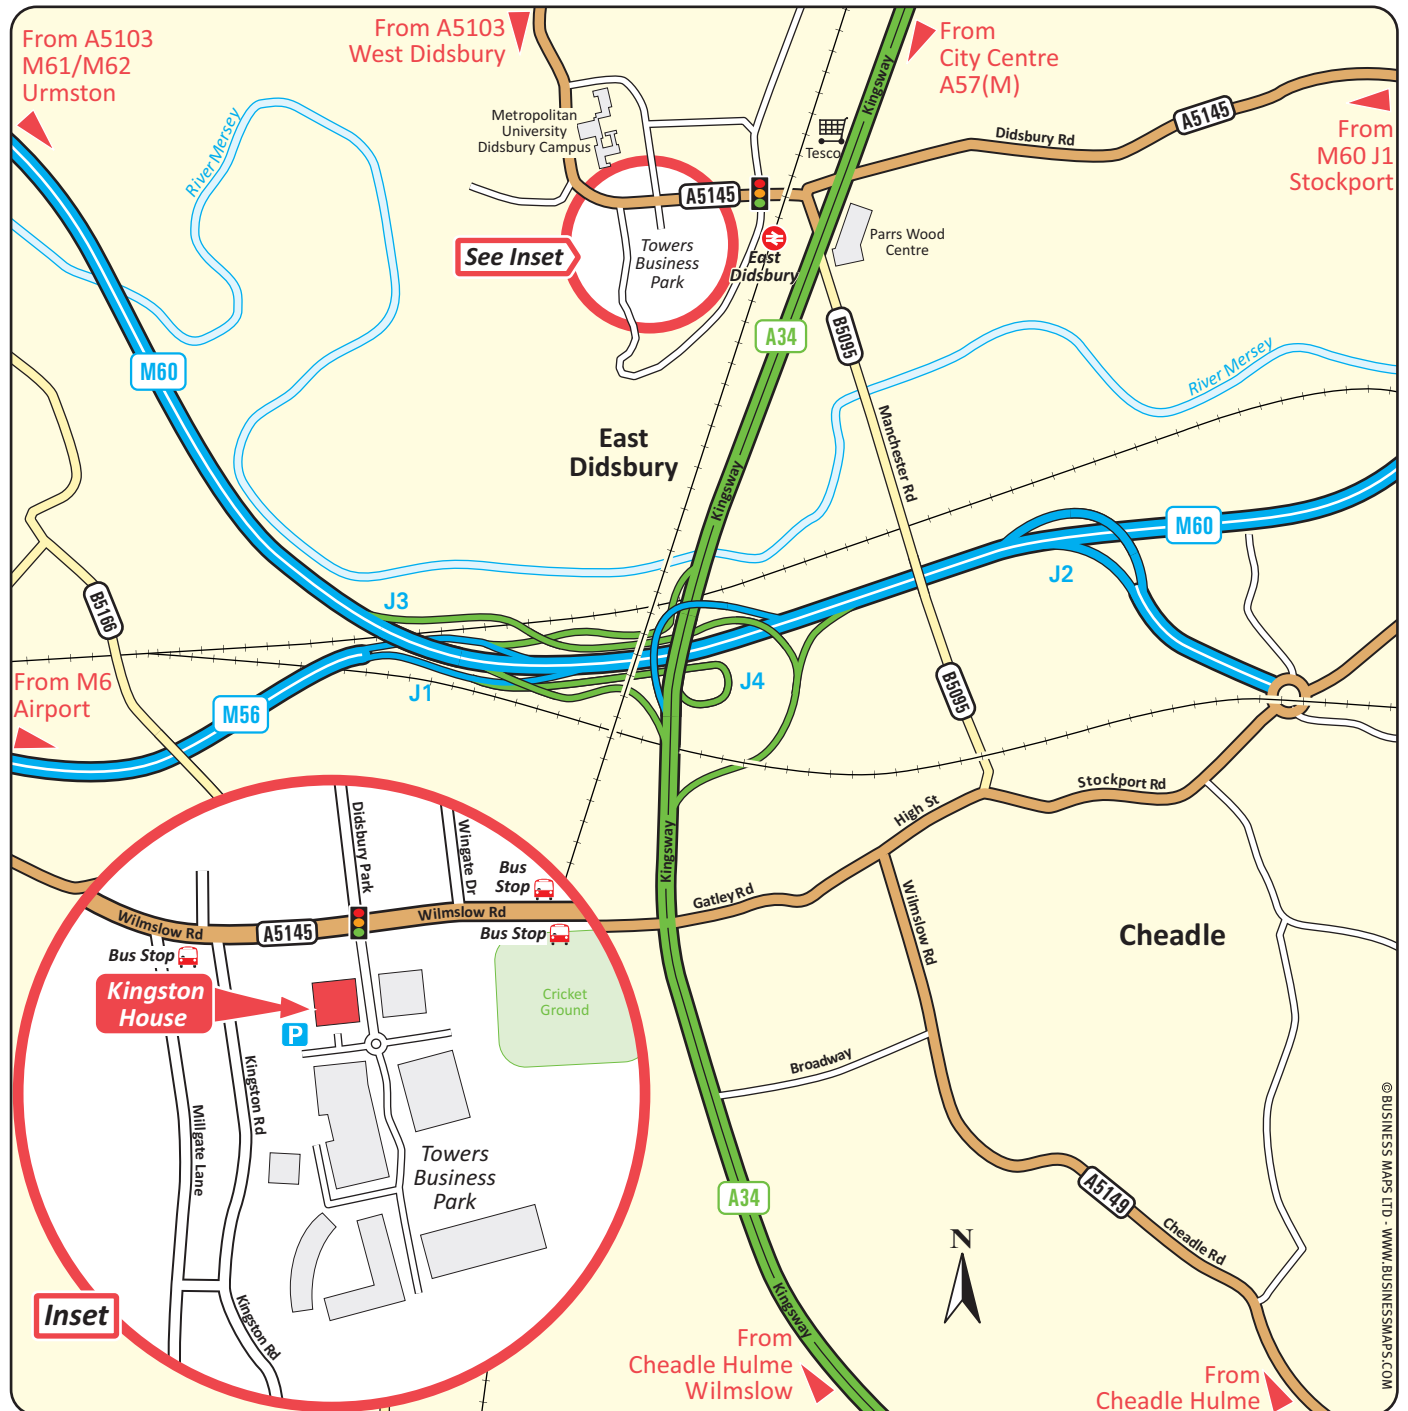 From A5103
M61/M62
Urmston
From A5103
West Didsbury
From
City Centre
A57(M)
From
M60 J1
Stockport
River Mersey
Metropolitan
University
Didsbury Campus
Kingsway
Tesco
Didsbury Rd
A5145
A5145
See Inset
Towers
Business
Park
East
Didsbury
Parrs Wood
Centre
A34
B5095
M60
River Mersey
Manchester Rd
East
Didsbury
Kingsway
M60
J2
J3
B5166
J1
J4
B5095
From M6
Airport
M56
Stockport Rd
High St
Kingsway
Gatley Rd
Wilmslow Rd
Cheadle
Broadway
A34
A5149
Cheadle Rd
N
Kingsway
From
Cheadle Hulme
Wilmslow
From
Cheadle Hulme
Didsbury Park
Wingate Dr
Bus
Stop
Wilmslow Rd
A5145
Wilmslow Rd
Bus Stop
Bus Stop
Kingston
House
P
Cricket
Ground
Kingston Rd
Millgate Lane
Towers
Business
Park
Kingston Rd
Inset
©BUSINESS MAPS LTD - WWW.BUSINESSMAPS.COM